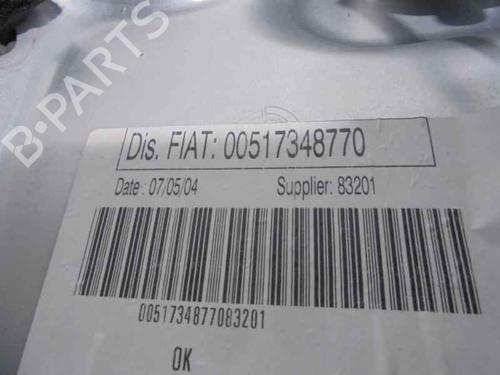 B-PARTS
Dis. FIAT: 00517348770
Date : 07/05/04 Supplier: 83201
0051734877083201
OK